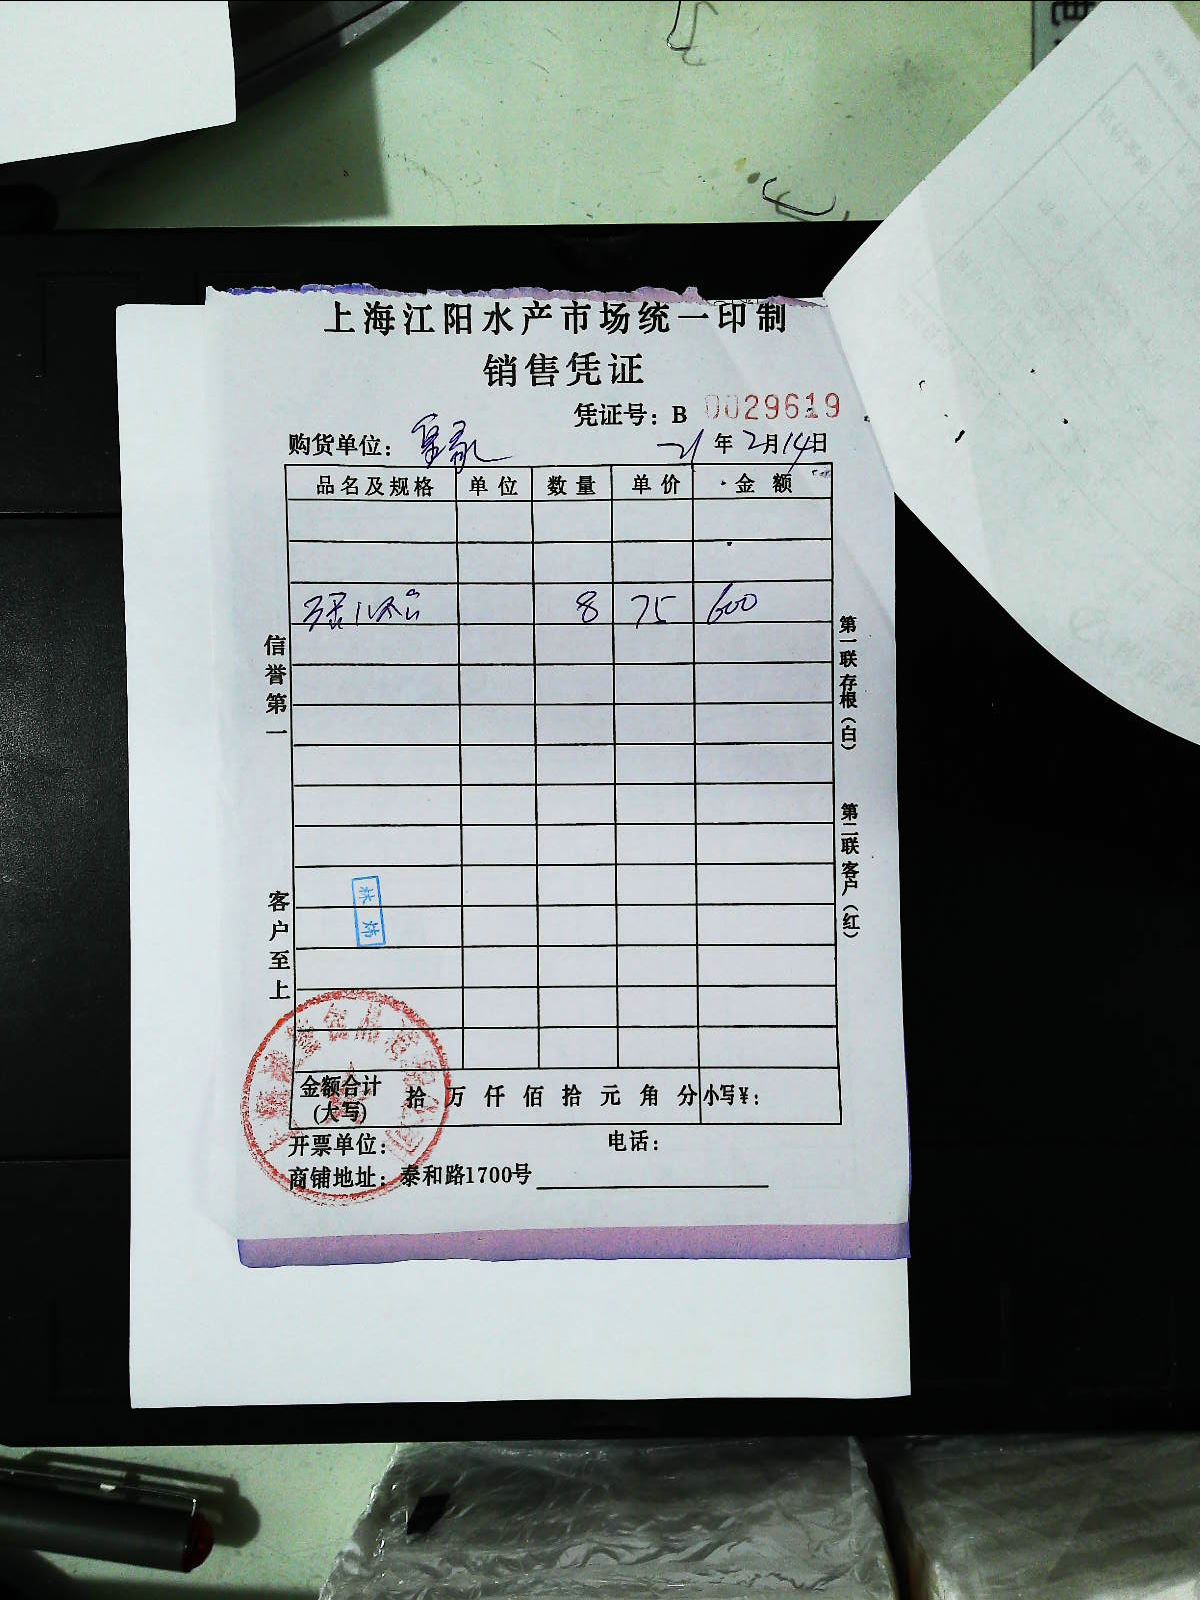 上海江阳水产市场统一印制
销售凭证
凭证号：B 0029619
购货单位：
21年2月14日
品名及规格 单位 数量 单价 金额
8 75 600
信誉第一
客户至上
第一联存根（白）
第二联客户（红）
金额合计（大写） 拾万仟佰拾元角分 小写¥：
开票单位： 电话：
商铺地址：泰和路1700号